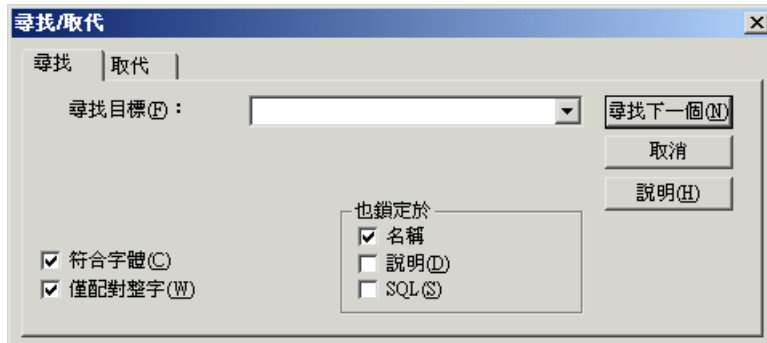 尋找/取代
尋找
取代
尋找目標(F)：
尋找下一個(N)
取消
說明(H)
也鎖定於
名稱
說明(D)
SQL(S)
符合字體(C)
僅配對整字(W)